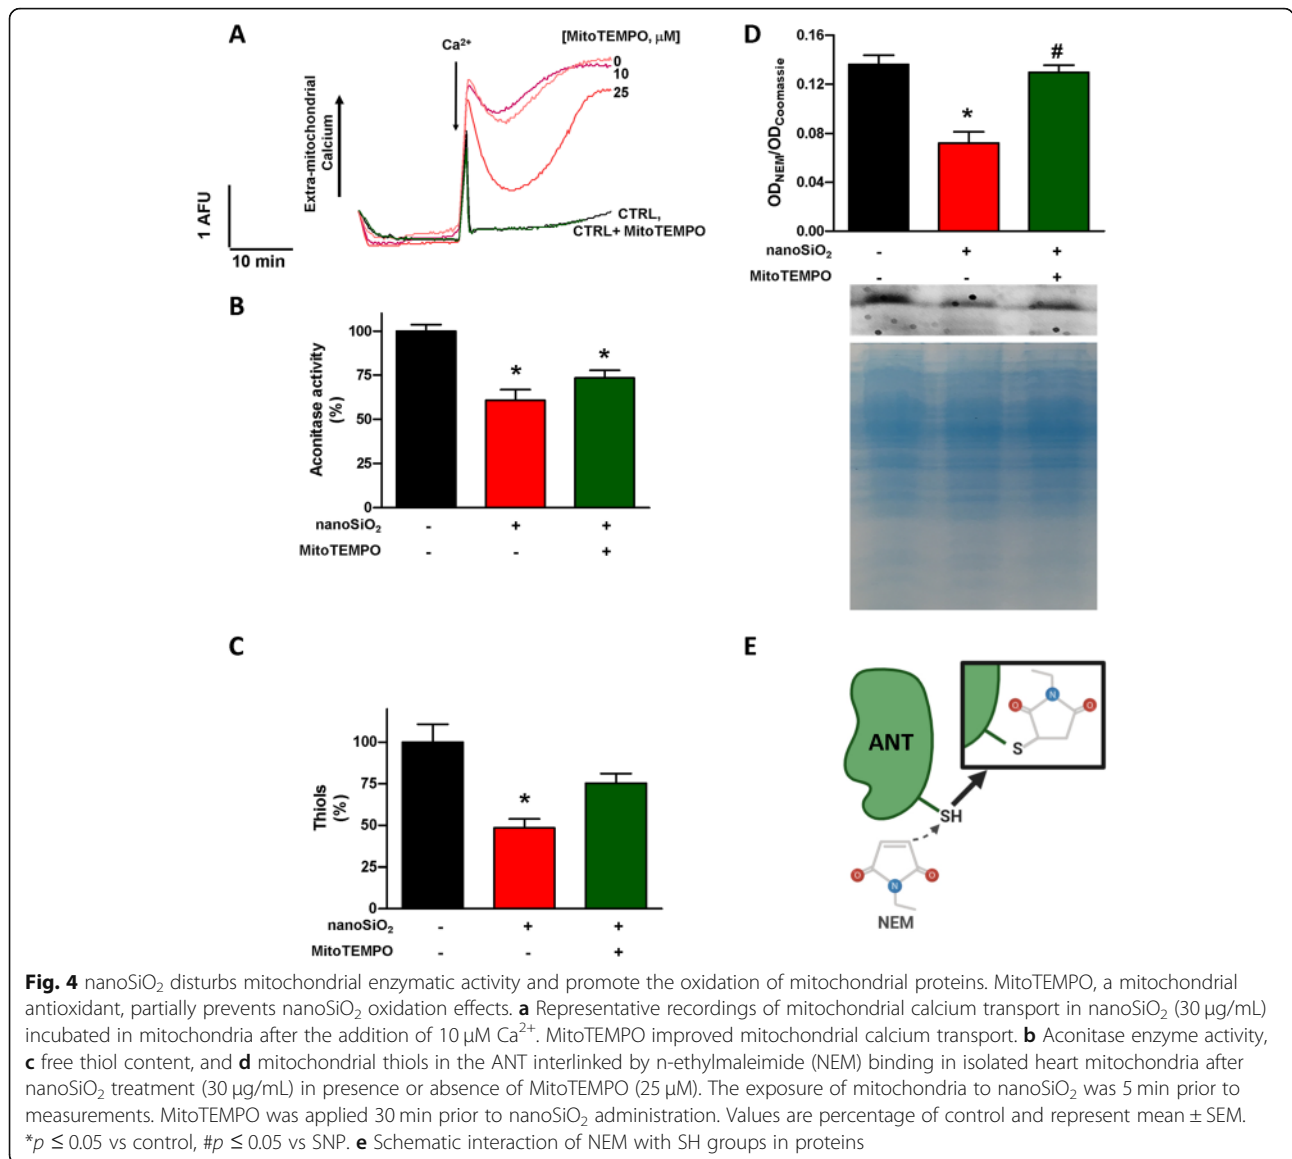 A
Ca²⁺
[MitoTEMPO, µM]
0
10
25
Extra-mitochondrial
Calcium
1 AFU
10 min
CTRL,
CTRL+ MitoTEMPO
B
Aconitase activity
(%)
100
75
50
25
0
nanoSiO₂ - + +
MitoTEMPO - - +
* *
C
Thiols
(%)
100
75
50
25
0
*
nanoSiO₂ - + +
MitoTEMPO - - +
D
OD_NEM/OD_Coomassie
0.16
0.12
0.08
0.04
0.00
* #
nanoSiO₂ - + +
MitoTEMPO - - +
E
ANT
SH
S
N
O
O
N
O
O
NEM
Fig. 4 nanoSiO₂ disturbs mitochondrial enzymatic activity and promote the oxidation of mitochondrial proteins. MitoTEMPO, a mitochondrial
antioxidant, partially prevents nanoSiO₂ oxidation effects. a Representative recordings of mitochondrial calcium transport in nanoSiO₂ (30 µg/mL)
incubated in mitochondria after the addition of 10 µM Ca²⁺. MitoTEMPO improved mitochondrial calcium transport. b Aconitase enzyme activity,
c free thiol content, and d mitochondrial thiols in the ANT interlinked by n-ethylmaleimide (NEM) binding in isolated heart mitochondria after
nanoSiO₂ treatment (30 µg/mL) in presence or absence of MitoTEMPO (25 µM). The exposure of mitochondria to nanoSiO₂ was 5 min prior to
measurements. MitoTEMPO was applied 30 min prior to nanoSiO₂ administration. Values are percentage of control and represent mean ± SEM.
*p ≤ 0.05 vs control, #p ≤ 0.05 vs SNP. e Schematic interaction of NEM with SH groups in proteins